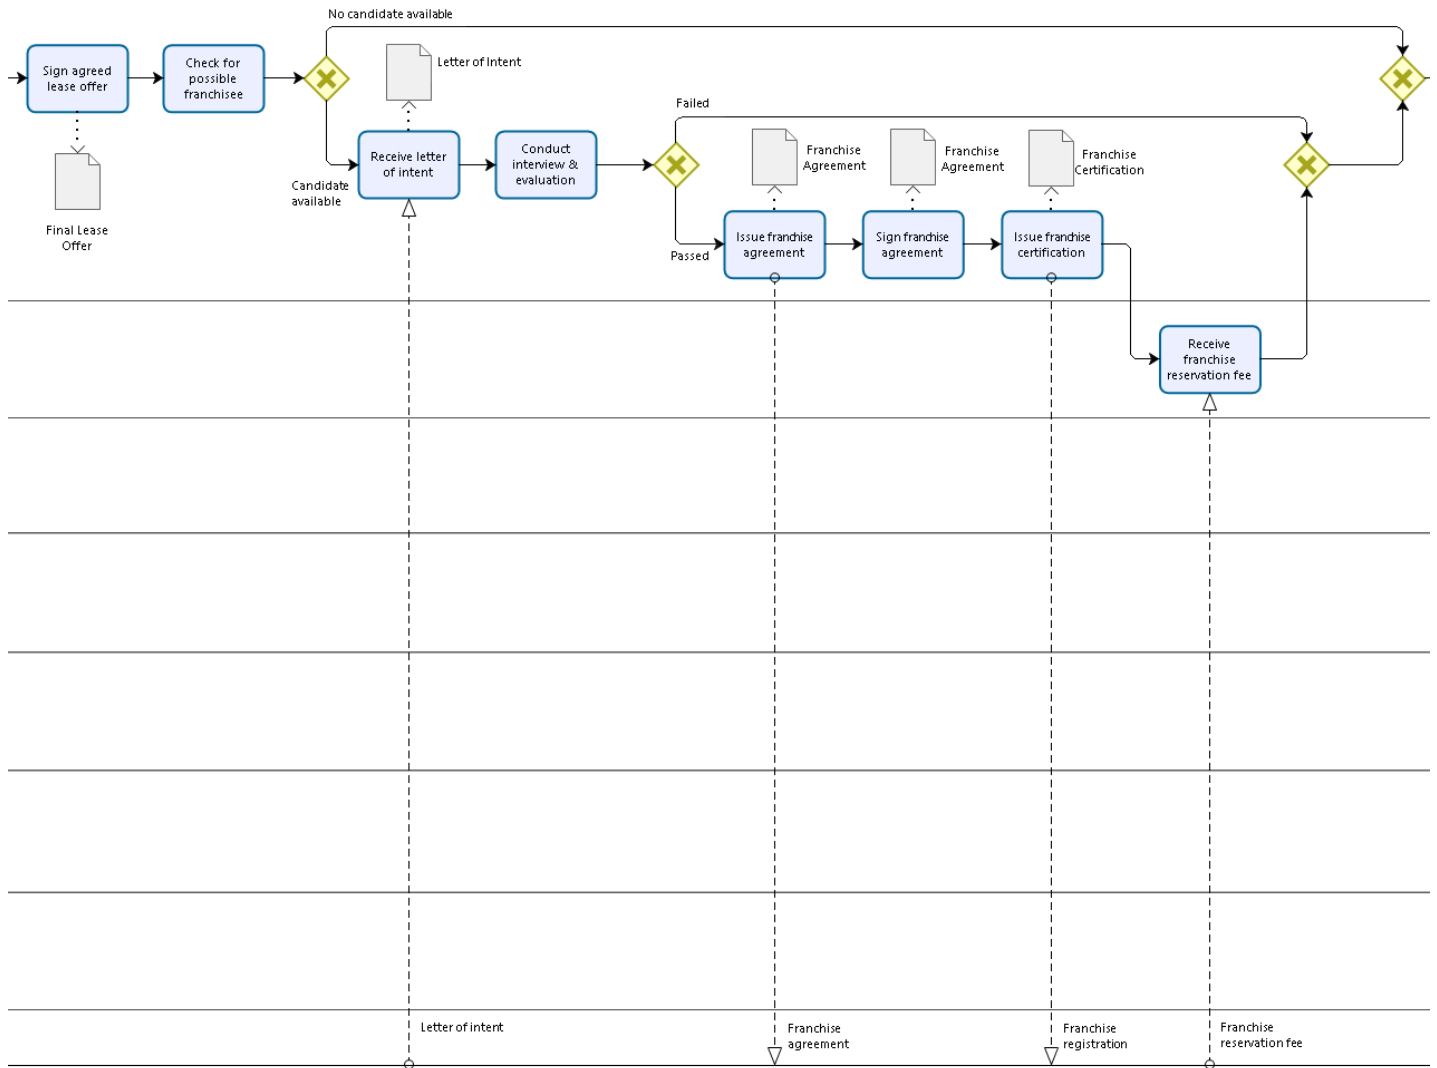 No candidate available
Sign agreed
lease offer
Check for
possible
franchisee
Letter of Intent
Final Lease
Offer
Candidate
available
Receive letter
of intent
Conduct
interview &
evaluation
Failed
Passed
Franchise
Agreement
Franchise
Agreement
Franchise
Certification
Issue franchise
agreement
Sign franchise
agreement
Issue franchise
certification
Receive
franchise
reservation fee
Letter of intent
Franchise
agreement
Franchise
registration
Franchise
reservation fee